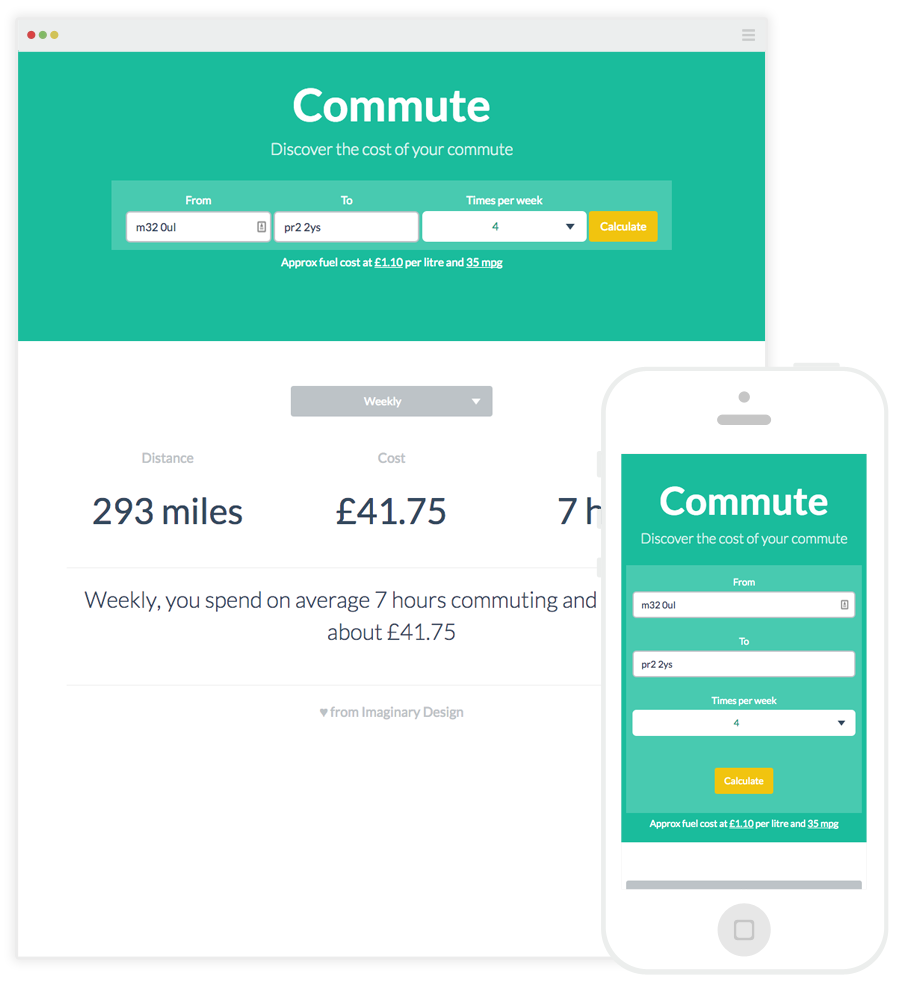 Commute
Discover the cost of your commute
From To Times per week
m32 0ul pr2 2ys 4 Calculate
Approx fuel cost at £1.10 per litre and 35 mpg
Weekly
Distance Cost
293 miles £41.75 7 h
Weekly, you spend on average 7 hours commuting and
about £41.75
♥ from Imaginary Design
Commute
Discover the cost of your commute
From
m32 0ul
To
pr2 2ys
Times per week
4
Calculate
Approx fuel cost at £1.10 per litre and 35 mpg